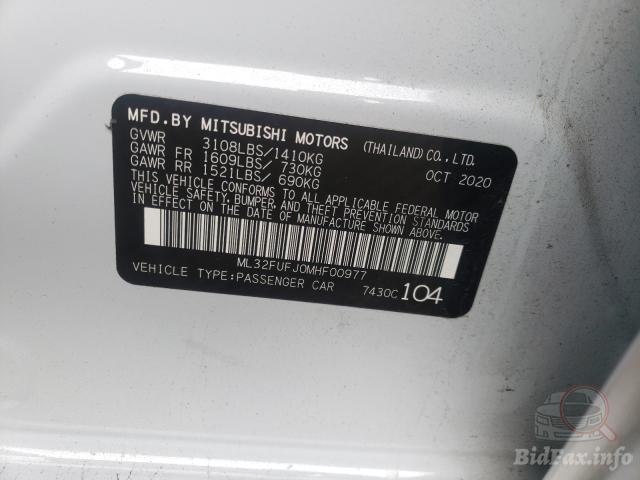 MFD.BY MITSUBISHI MOTORS (THAILAND) CO., LTD.
GVWR 3108LBS/1410KG OCT 2020
GAWR FR 1609LBS/ 730KG
GAWR RR 1521LBS/ 690KG
THIS VEHICLE CONFORMS TO ALL APPLICABLE FEDERAL MOTOR
VEHICLE SAFETY, BUMPER, AND THEFT PREVENTION STANDARDS
IN EFFECT ON THE DATE OF MANUFACTURE SHOWN ABOVE.
ML32FUFJ0MHF00977
VEHICLE TYPE:PASSENGER CAR 7430C 104
BidFax.info